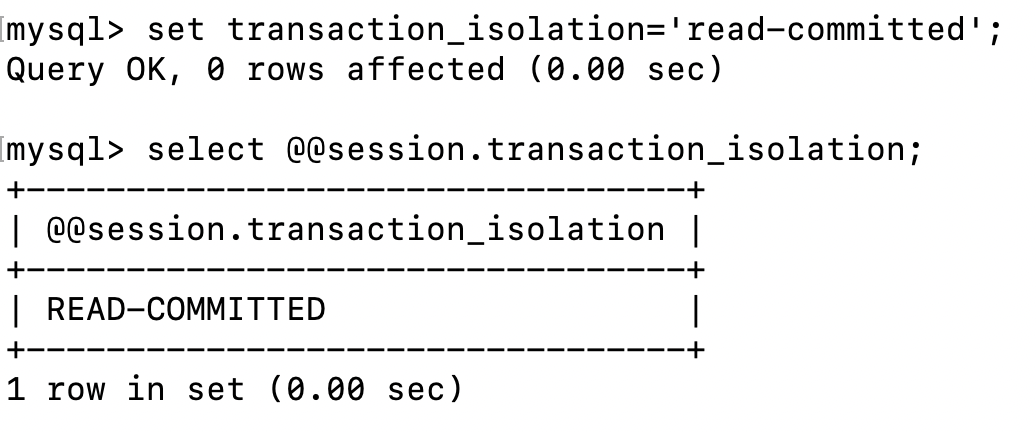 [mysql> set transaction_isolation='read-committed';
Query OK, 0 rows affected (0.00 sec)
[mysql> select @@session.transaction_isolation;
+---------------------------------+
| @@session.transaction_isolation |
+---------------------------------+
| READ-COMMITTED                  |
+---------------------------------+
1 row in set (0.00 sec)